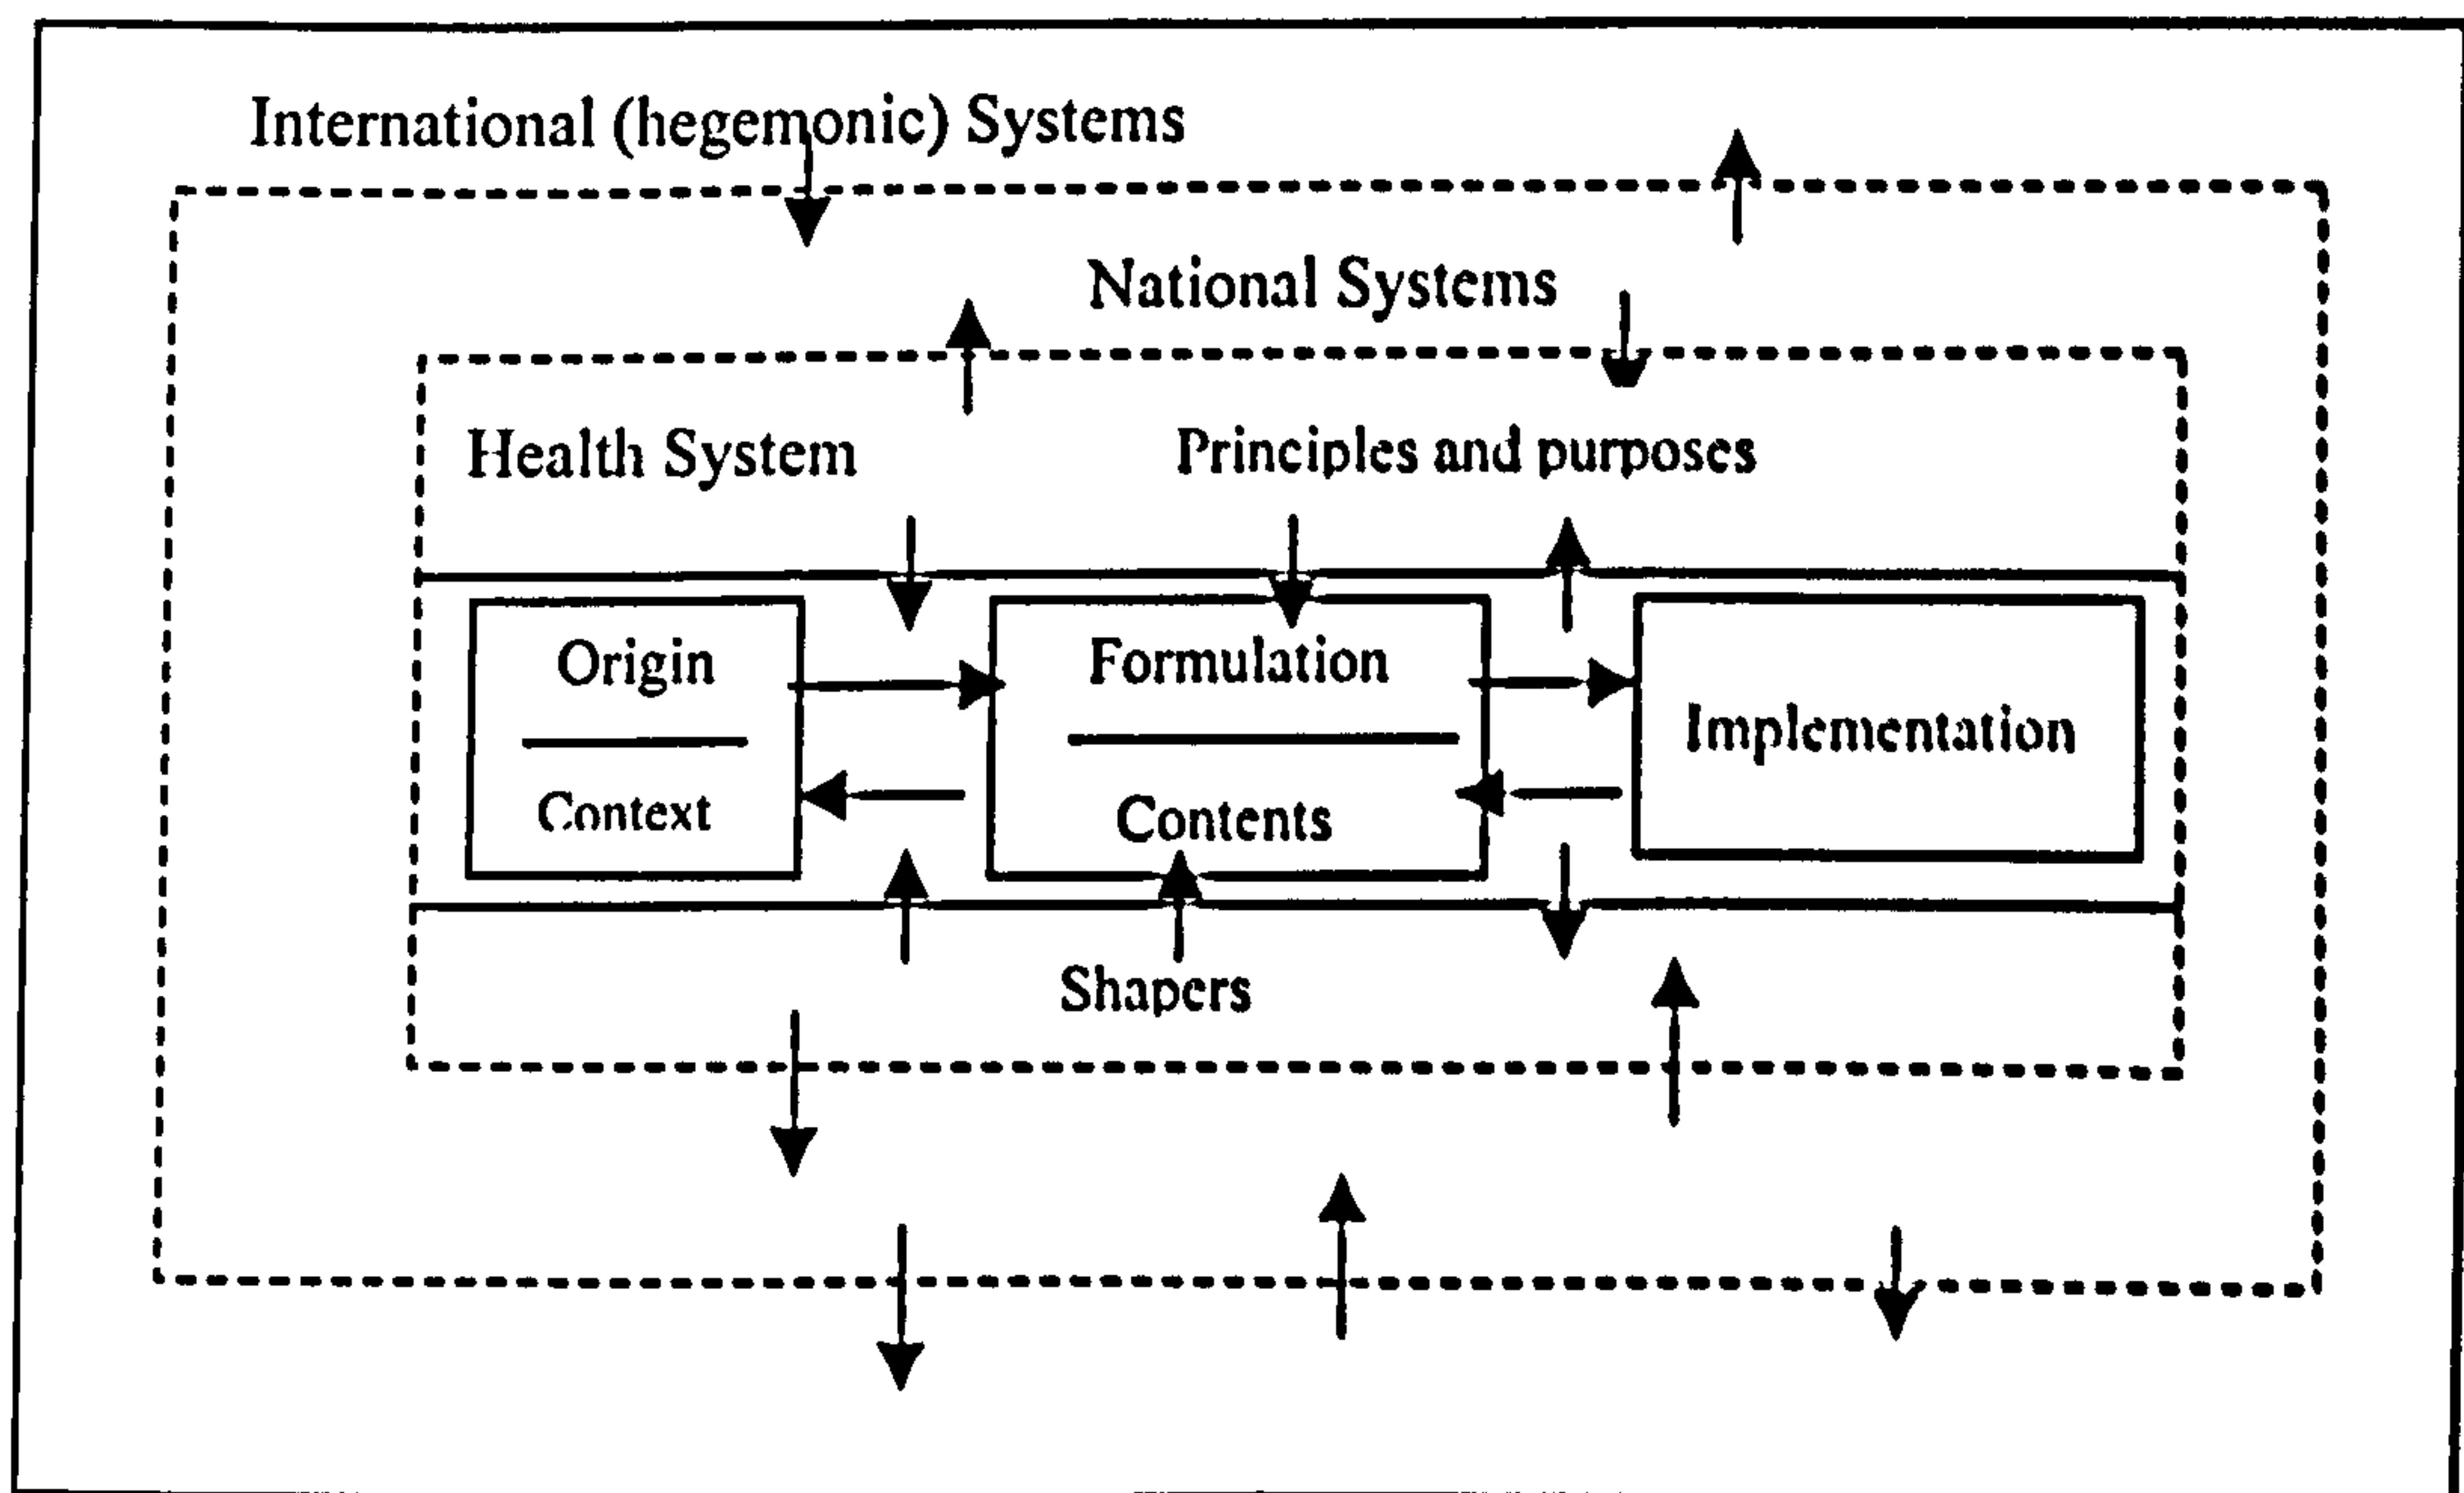 International (hegemonic) Systems
National Systems
Health System
Principles and purposes
Origin
Formulation
Implementation
Context
Contents
Shapers